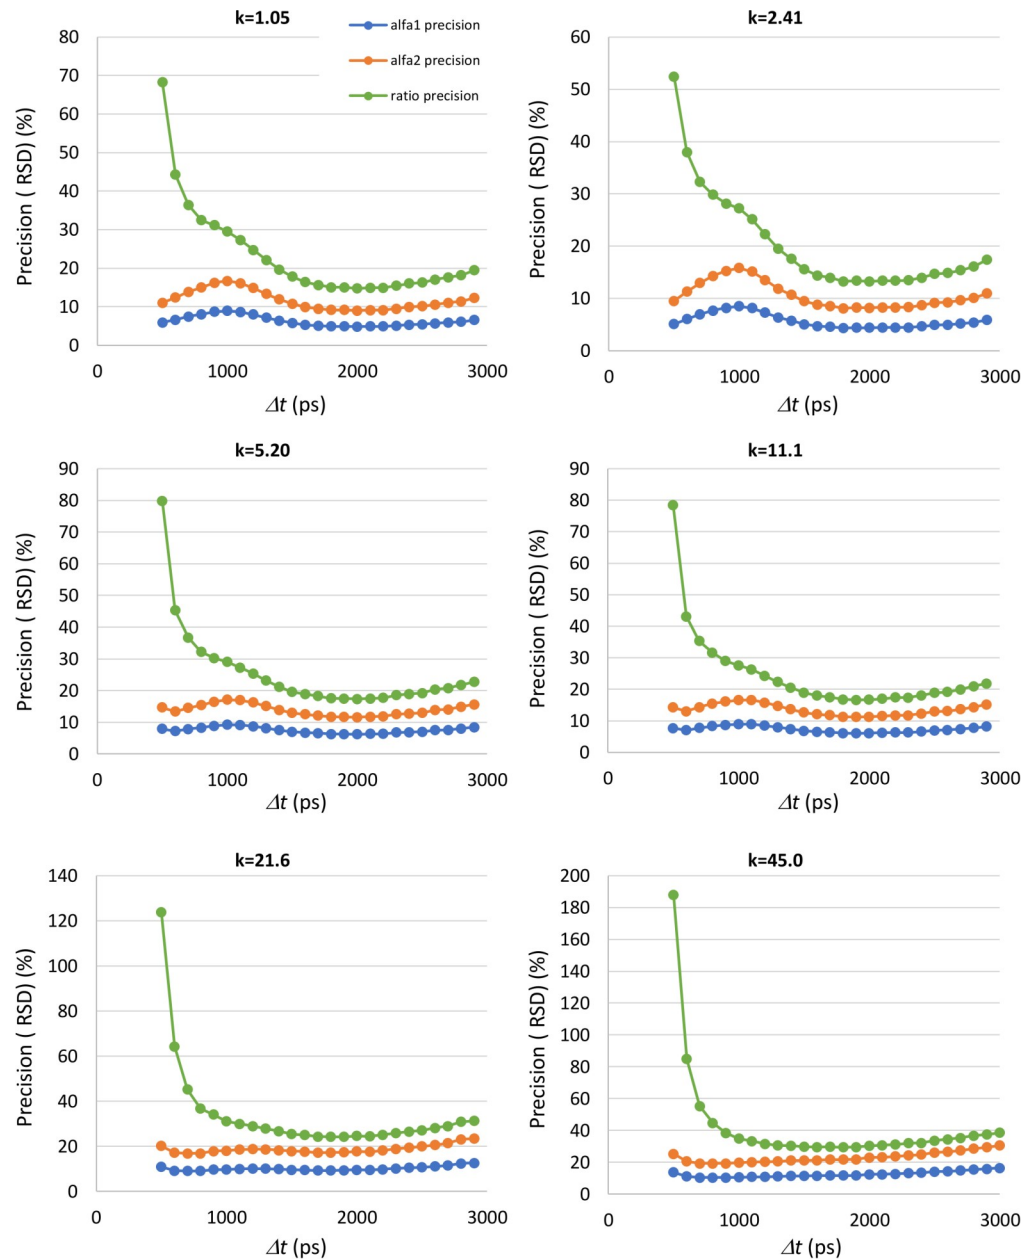 k=1.05
alfa1 precision
alfa2 precision
ratio precision
Precision ( RSD) (%)
80
70
60
50
40
30
20
10
0
0 1000 2000 3000
Δt (ps)
k=2.41
Precision ( RSD) (%)
60
50
40
30
20
10
0
0 1000 2000 3000
Δt (ps)
k=5.20
Precision ( RSD) (%)
90
80
70
60
50
40
30
20
10
0
0 1000 2000 3000
Δt (ps)
k=11.1
Precision ( RSD) (%)
90
80
70
60
50
40
30
20
10
0
0 1000 2000 3000
Δt (ps)
k=21.6
Precision ( RSD) (%)
140
120
100
80
60
40
20
0
0 1000 2000 3000
Δt (ps)
k=45.0
Precision ( RSD) (%)
200
180
160
140
120
100
80
60
40
20
0
0 1000 2000 3000
Δt (ps)